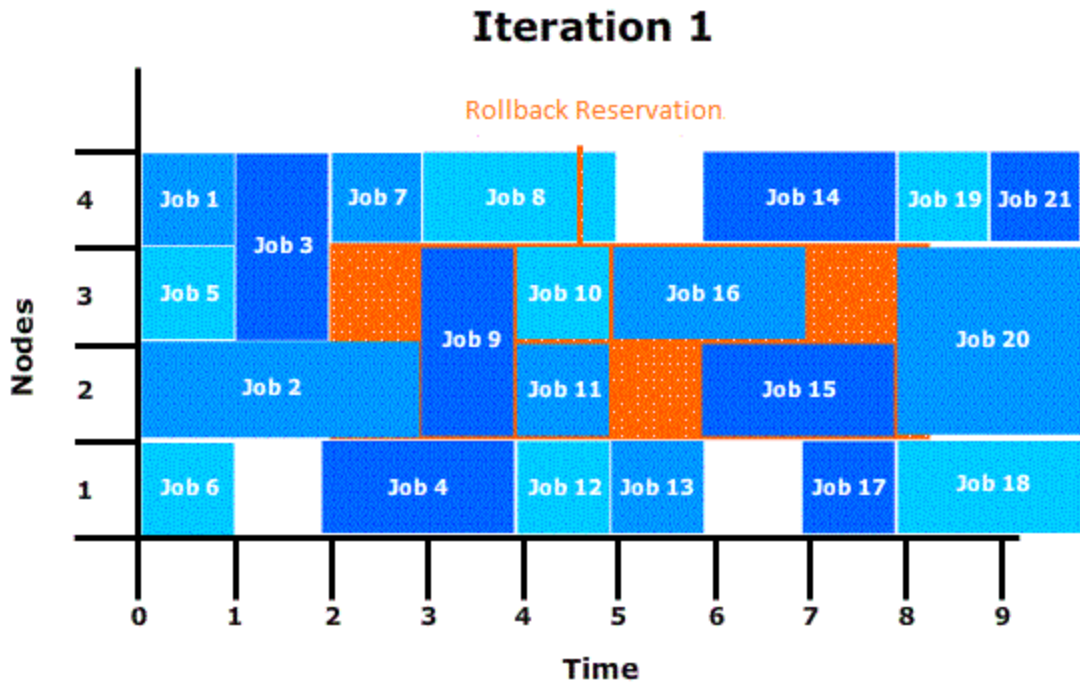 Iteration 1
Rollback Reservation
4
Job 1
Job 3
Job 7
Job 8
Job 14
Job 19
Job 21
3
Job 5
Job 9
Job 10
Job 16
Job 20
Nodes
2
Job 2
Job 11
Job 15
1
Job 6
Job 4
Job 12
Job 13
Job 17
Job 18
0 1 2 3 4 5 6 7 8 9
Time